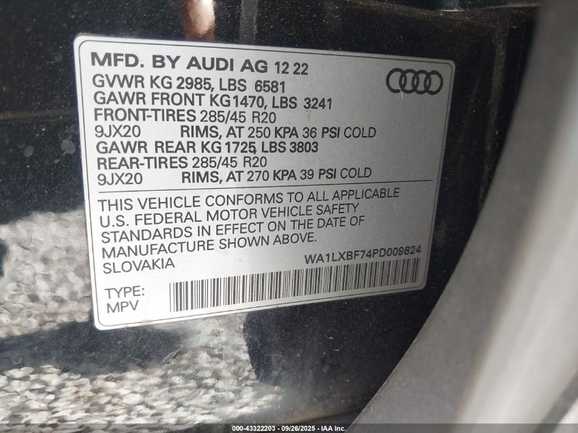 MFD. BY AUDI AG 12 22
GVWR KG 2985, LBS 6581
GAWR FRONT KG1470, LBS 3241
FRONT-TIRES 285/45 R20
9JX20 RIMS, AT 250 KPA 36 PSI COLD
GAWR REAR KG 1725, LBS 3803
REAR-TIRES 285/45 R20
9JX20 RIMS, AT 270 KPA 39 PSI COLD
THIS VEHICLE CONFORMS TO ALL APPLICABLE
U.S. FEDERAL MOTOR VEHICLE SAFETY
STANDARDS IN EFFECT ON THE DATE OF
MANUFACTURE SHOWN ABOVE.
SLOVAKIA WA1LXBF74PD009824
TYPE:
MPV
000-43322203 - 09/26/2025 - IAA Inc.